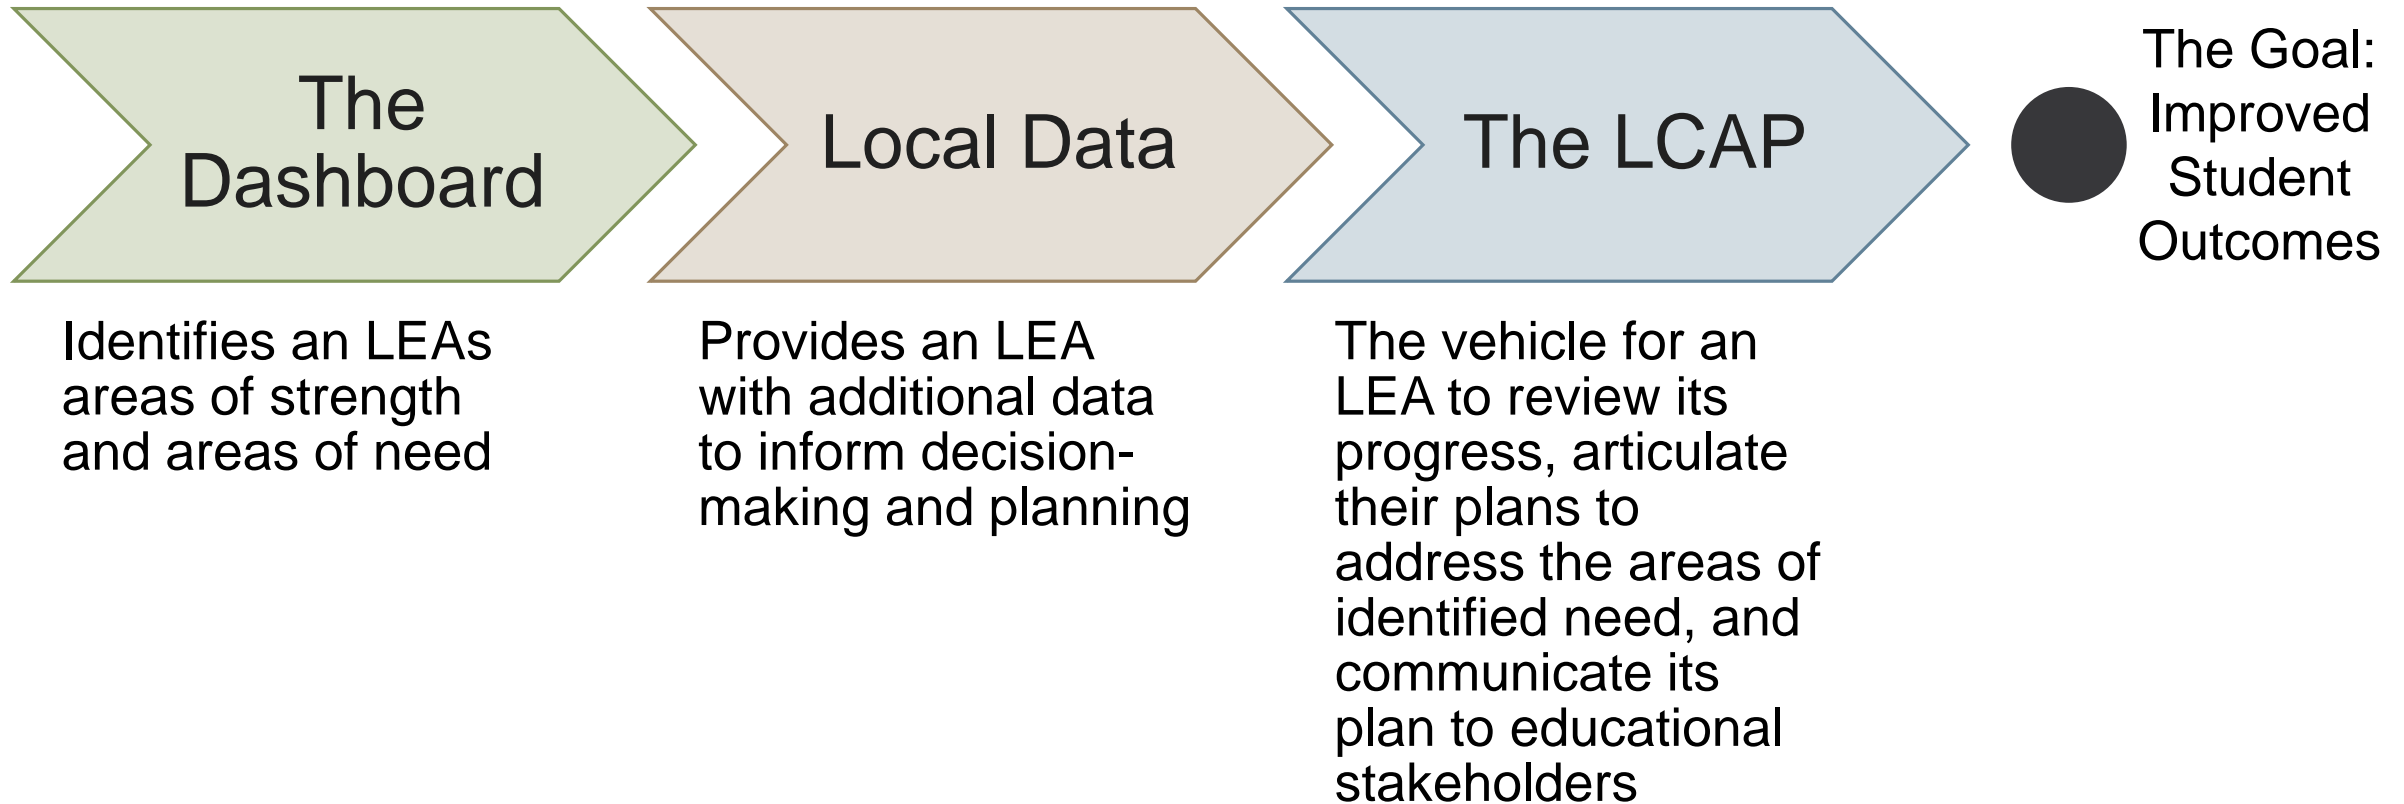 The
Dashboard
Identifies an LEAs
areas of strength
and areas of need
Local Data
Provides an LEA
with additional data
to inform decision-
making and planning
The LCAP
The vehicle for an
LEA to review its
progress, articulate
their plans to
address the areas of
identified need, and
communicate its
plan to educational
stakeholders
The Goal:
Improved
Student
Outcomes